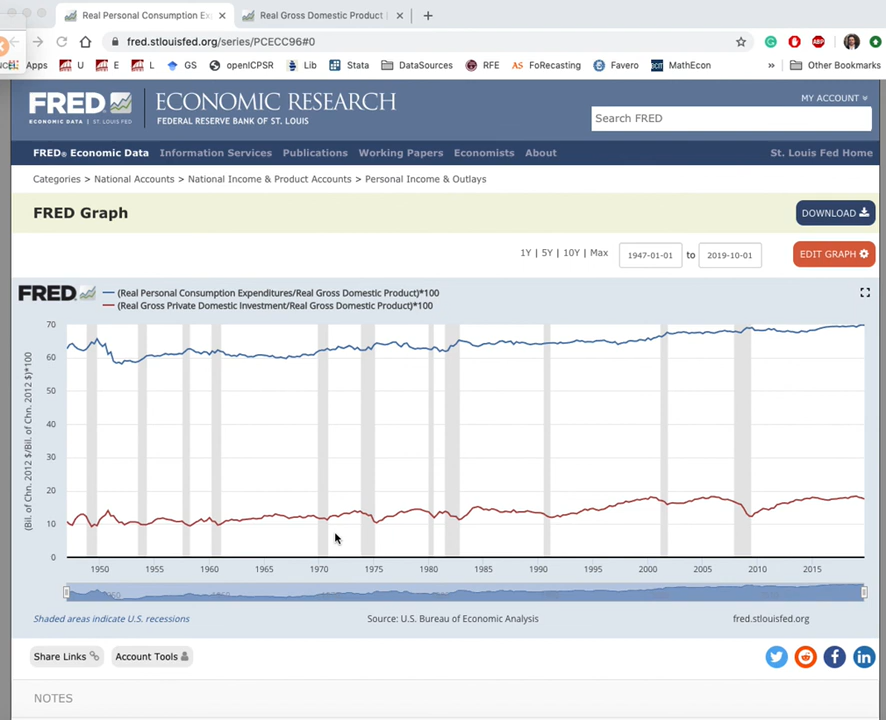 Real Personal Consumption Ex
Real Gross Domestic Product
fred.stlouisfed.org/series/PCECC96#0
Apps U E L GS openICPSR Lib Stata DataSources RFE AS FoRecasting Favero MathEcon » Other Bookmarks
FRED
ECONOMIC DATA | ST. LOUIS FED
ECONOMIC RESEARCH
FEDERAL RESERVE BANK OF ST. LOUIS
MY ACCOUNT
Search FRED
FRED® Economic Data Information Services Publications Working Papers Economists About St. Louis Fed Home
Categories > National Accounts > National Income & Product Accounts > Personal Income & Outlays
FRED Graph
DOWNLOAD
1Y | 5Y | 10Y | Max 1947-01-01 to 2019-10-01
EDIT GRAPH
FRED
(Real Personal Consumption Expenditures/Real Gross Domestic Product)*100
(Real Gross Private Domestic Investment/Real Gross Domestic Product)*100
(Bil. of Chn. 2012 $/Bil. of Chn. 2012 $)*100
70
60
50
40
30
20
10
0
1950 1955 1960 1965 1970 1975 1980 1985 1990 1995 2000 2005 2010 2015
Shaded areas indicate U.S. recessions
Source: U.S. Bureau of Economic Analysis
fred.stlouisfed.org
Share Links
Account Tools
NOTES